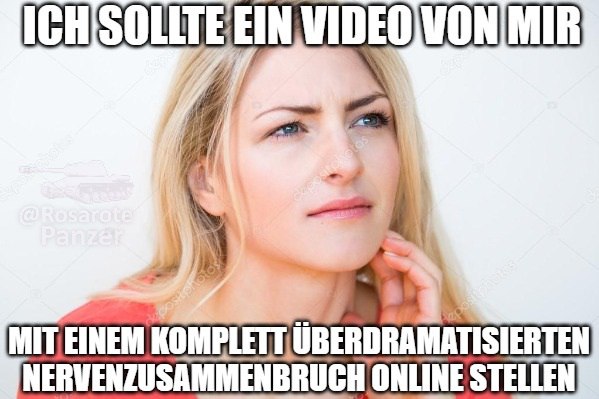 ICH SOLLTE EIN VIDEO VON MIR
@Rosarote
Panzer
MIT EINEM KOMPLETT ÜBERDRAMATISIERTEN
NERVENZUSAMMENBRUCH ONLINE STELLEN